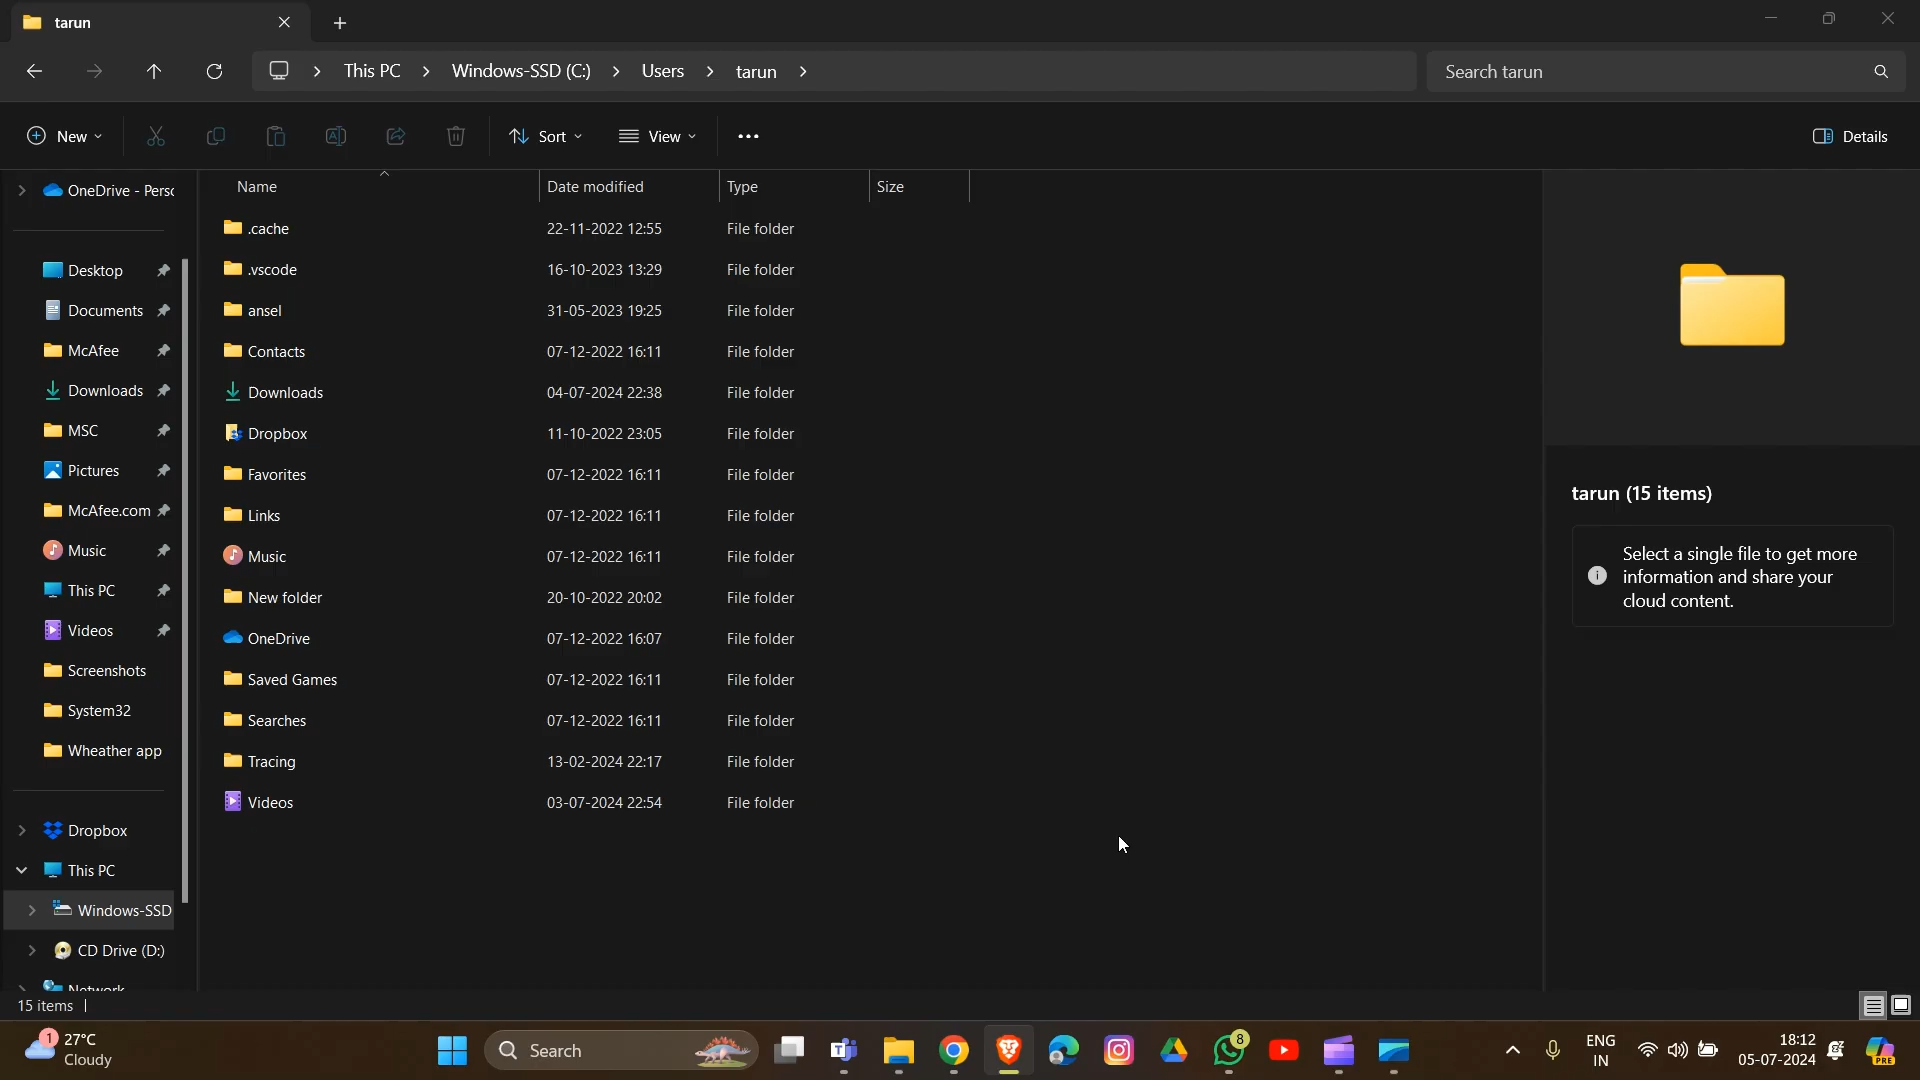 tarun
This PC
Windows-SSD (C:)
Users
tarun
Search tarun
New
Sort
View
Details
OneDrive - Perso
Desktop
Documents
McAfee
Downloads
MSC
Pictures
McAfee.com
Music
This PC
Videos
Screenshots
System32
Wheather app
Dropbox
This PC
Windows-SSD
CD Drive (D:)
Network
Name Date modified Type Size
.cache 22-11-2022 12:55 File folder
.vscode 16-10-2023 13:29 File folder
ansel 31-05-2023 19:25 File folder
Contacts 07-12-2022 16:11 File folder
Downloads 04-07-2024 22:38 File folder
Dropbox 11-10-2022 23:05 File folder
Favorites 07-12-2022 16:11 File folder
Links 07-12-2022 16:11 File folder
Music 07-12-2022 16:11 File folder
New folder 20-10-2022 20:02 File folder
OneDrive 07-12-2022 16:07 File folder
Saved Games 07-12-2022 16:11 File folder
Searches 07-12-2022 16:11 File folder
Tracing 13-02-2024 22:17 File folder
Videos 03-07-2024 22:54 File folder
tarun (15 items)
Select a single file to get more
information and share your
cloud content.
15 items
1
27°C
Cloudy
Search
8
ENG
IN
18:12
05-07-2024
PRE